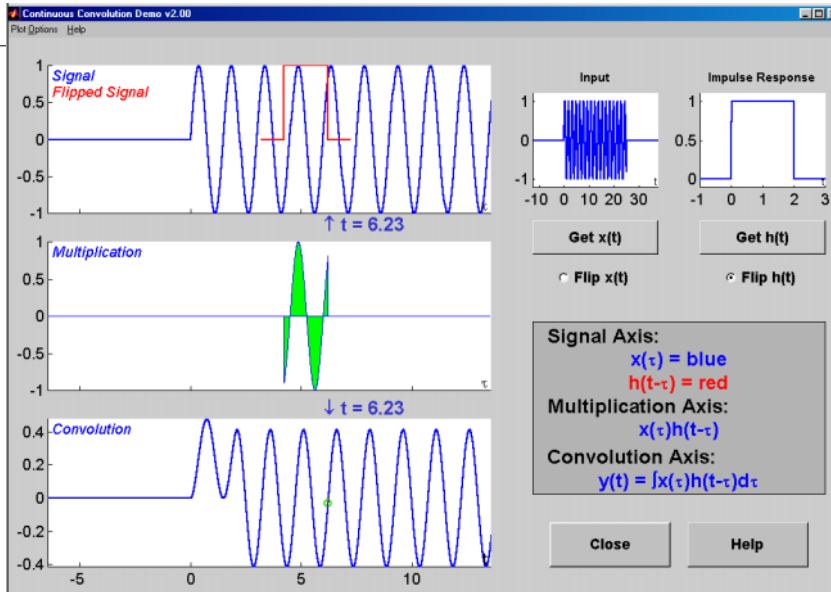 Continuous Convolution Demo v2.00
Plot Options Help
Signal
Flipped Signal
1
0.5
0
-0.5
-1
τ
↑ t = 6.23
Multiplication
1
0.5
0
-0.5
-1
τ
↓ t = 6.23
Convolution
0.4
0.2
0
-0.2
-0.4
t
-5 0 5 10
Input
1
0
-1
-10 0 10 20 30 τ
Impulse Response
1
0.5
0
-1 0 1 2 3
τ
Get x(t)
Get h(t)
Flip x(t)
Flip h(t)
Signal Axis:
x(τ) = blue
h(t-τ) = red
Multiplication Axis:
x(τ)h(t-τ)
Convolution Axis:
y(t) = ∫x(τ)h(t-τ)dτ
Close
Help